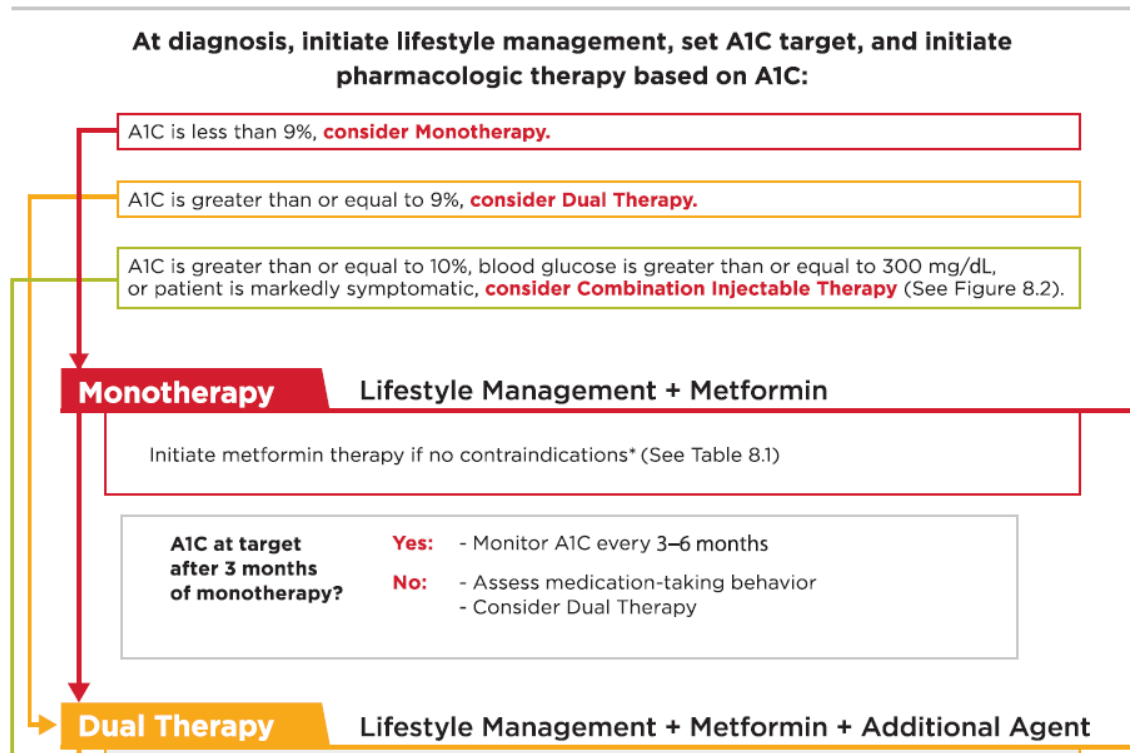 At diagnosis, initiate lifestyle management, set A1C target, and initiate
pharmacologic therapy based on A1C:
A1C is less than 9%, consider Monotherapy.
A1C is greater than or equal to 9%, consider Dual Therapy.
A1C is greater than or equal to 10%, blood glucose is greater than or equal to 300 mg/dL,
or patient is markedly symptomatic, consider Combination Injectable Therapy (See Figure 8.2).
Monotherapy Lifestyle Management + Metformin
Initiate metformin therapy if no contraindications* (See Table 8.1)
A1C at target
after 3 months
of monotherapy?
Yes: - Monitor A1C every 3–6 months
No: - Assess medication-taking behavior
- Consider Dual Therapy
Dual Therapy Lifestyle Management + Metformin + Additional Agent